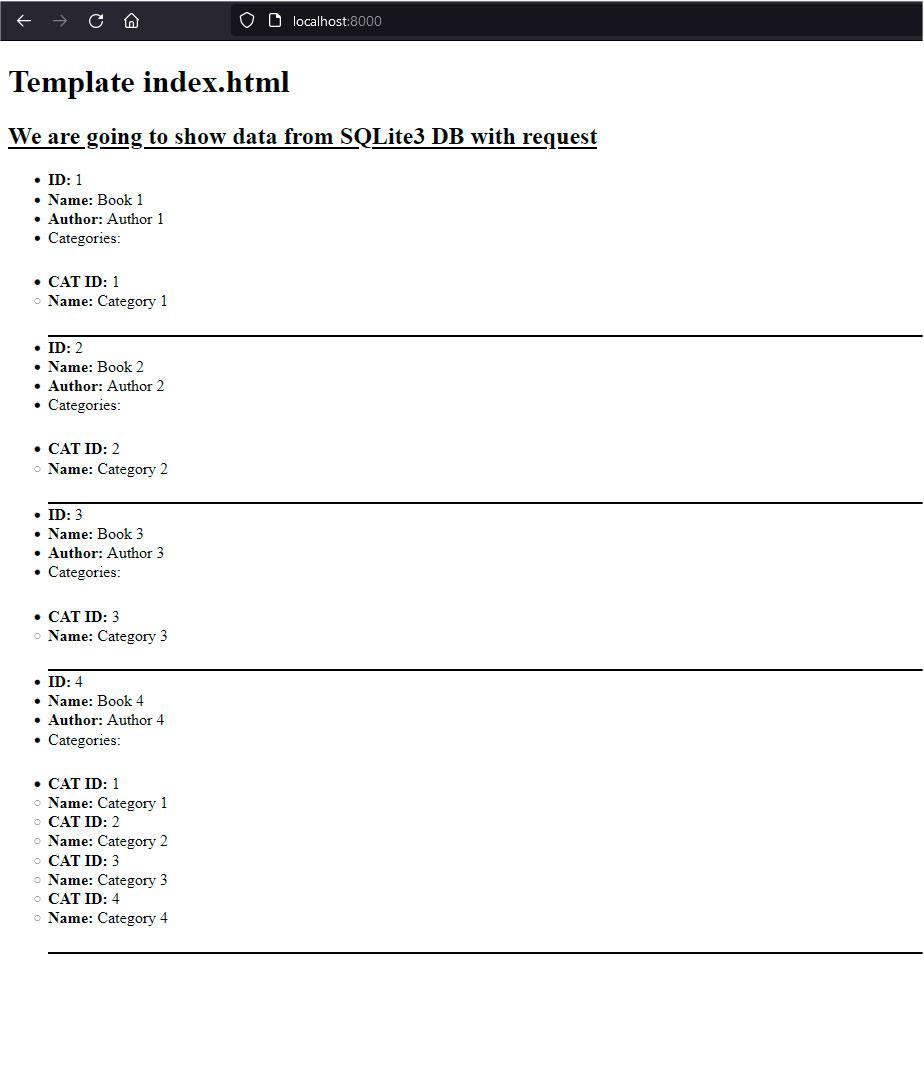 localhost:8000
Template index.html
We are going to show data from SQLite3 DB with request
ID: 1
Name: Book 1
Author: Author 1
Categories:
CAT ID: 1
Name: Category 1
ID: 2
Name: Book 2
Author: Author 2
Categories:
CAT ID: 2
Name: Category 2
ID: 3
Name: Book 3
Author: Author 3
Categories:
CAT ID: 3
Name: Category 3
ID: 4
Name: Book 4
Author: Author 4
Categories:
CAT ID: 1
Name: Category 1
CAT ID: 2
Name: Category 2
CAT ID: 3
Name: Category 3
CAT ID: 4
Name: Category 4